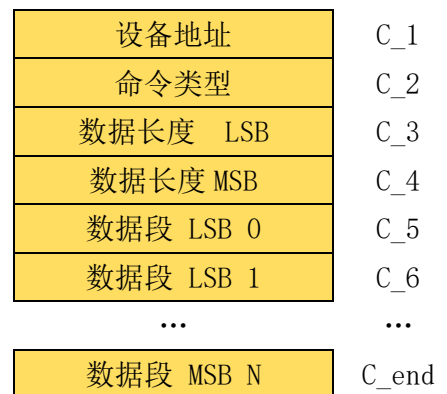 设备地址 C_1
命令类型 C_2
数据长度 LSB C_3
数据长度 MSB C_4
数据段 LSB 0 C_5
数据段 LSB 1 C_6
… …
数据段 MSB N C_end